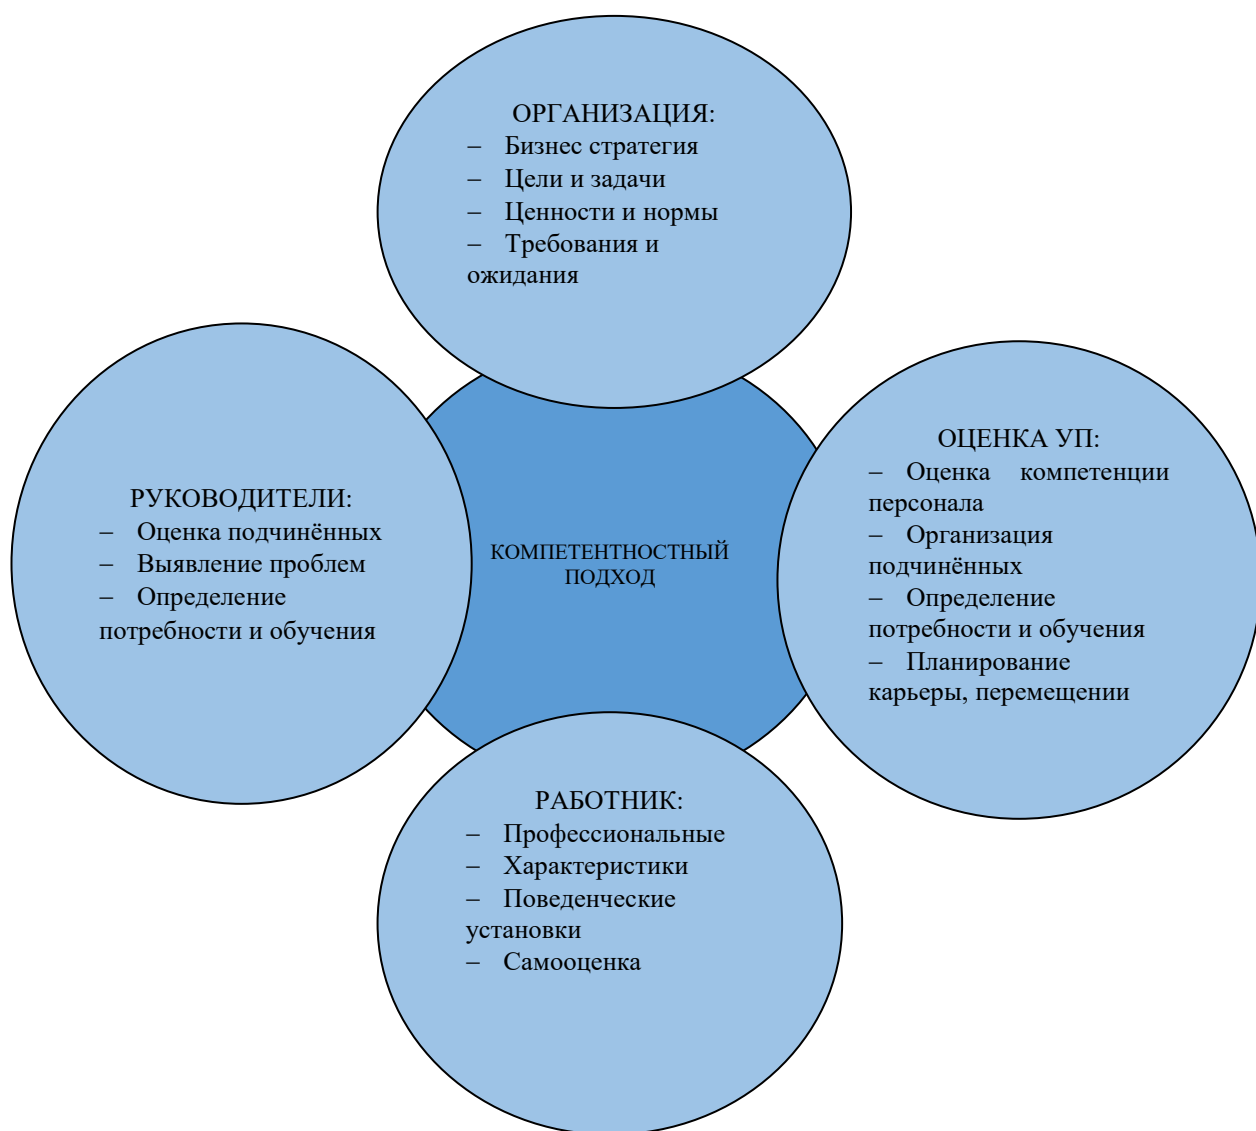 ОРГАНИЗАЦИЯ:
– Бизнес стратегия
– Цели и задачи
– Ценности и нормы
– Требования и
ожидания
РУКОВОДИТЕЛИ:
– Оценка подчинённых
– Выявление проблем
– Определение
потребности и обучения
КОМПЕТЕНТНОСТНЫЙ
ПОДХОД
ОЦЕНКА УП:
– Оценка компетенции
персонала
– Организация
подчинённых
– Определение
потребности и обучения
– Планирование
карьеры, перемещении
РАБОТНИК:
– Профессиональные
– Характеристики
– Поведенческие
установки
– Самооценка